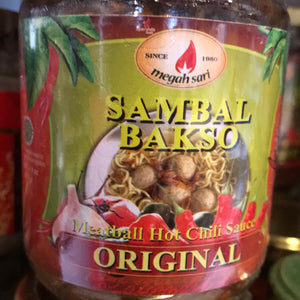 SINCE 1980
megah sari
SAMBAL
BAKSO
Meatball Hot Chili Sauce
ORIGINAL